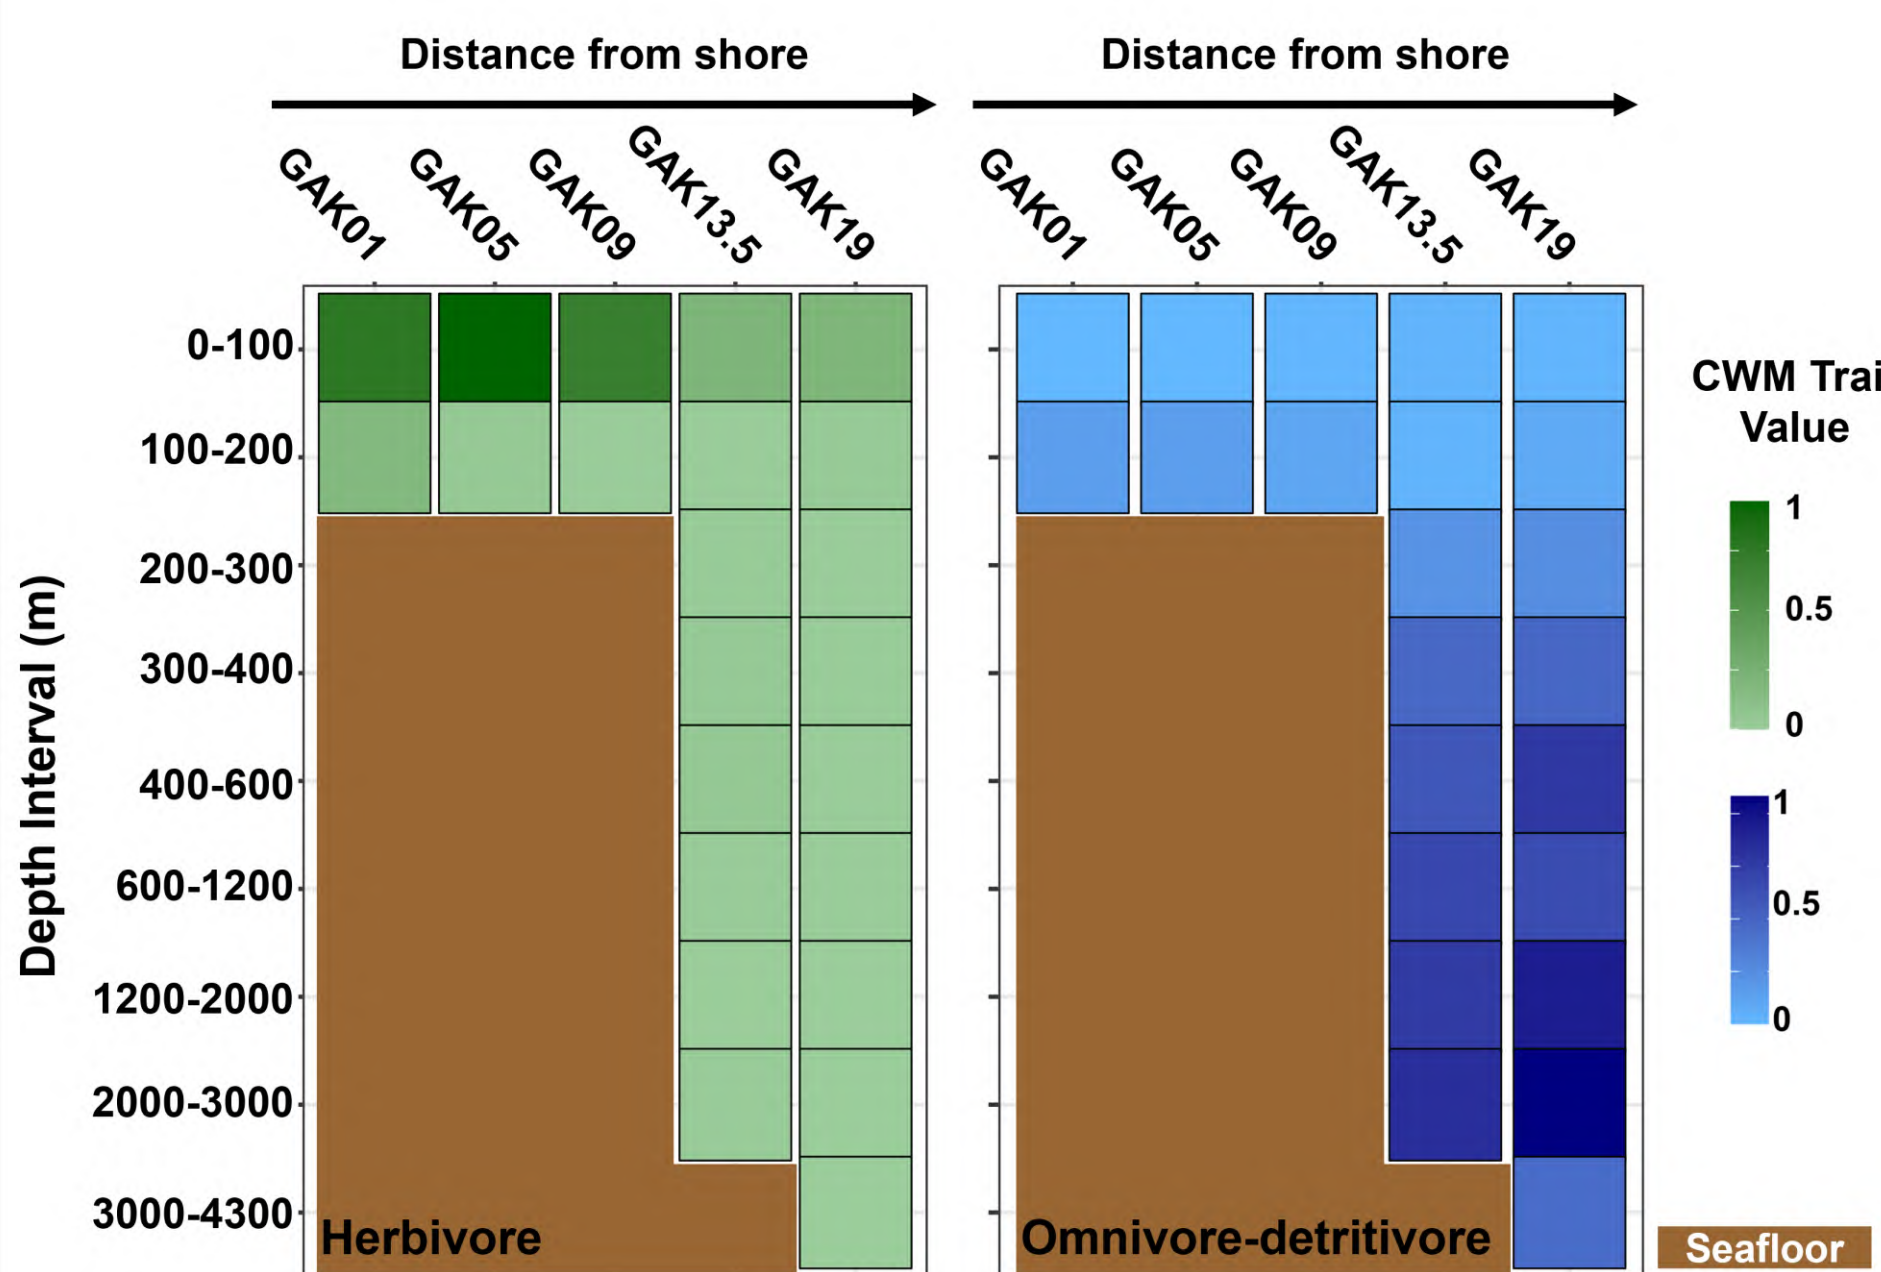 Distance from shore
Distance from shore
GAK01 GAK05 GAK09 GAK13.5 GAK19
GAK01 GAK05 GAK09 GAK13.5 GAK19
Depth Interval (m)
0-100
100-200
200-300
300-400
400-600
600-1200
1200-2000
2000-3000
3000-4300
Herbivore
Omnivore-detritivore
CWM Trai
Value
1
0.5
0
1
0.5
0
Seafloor